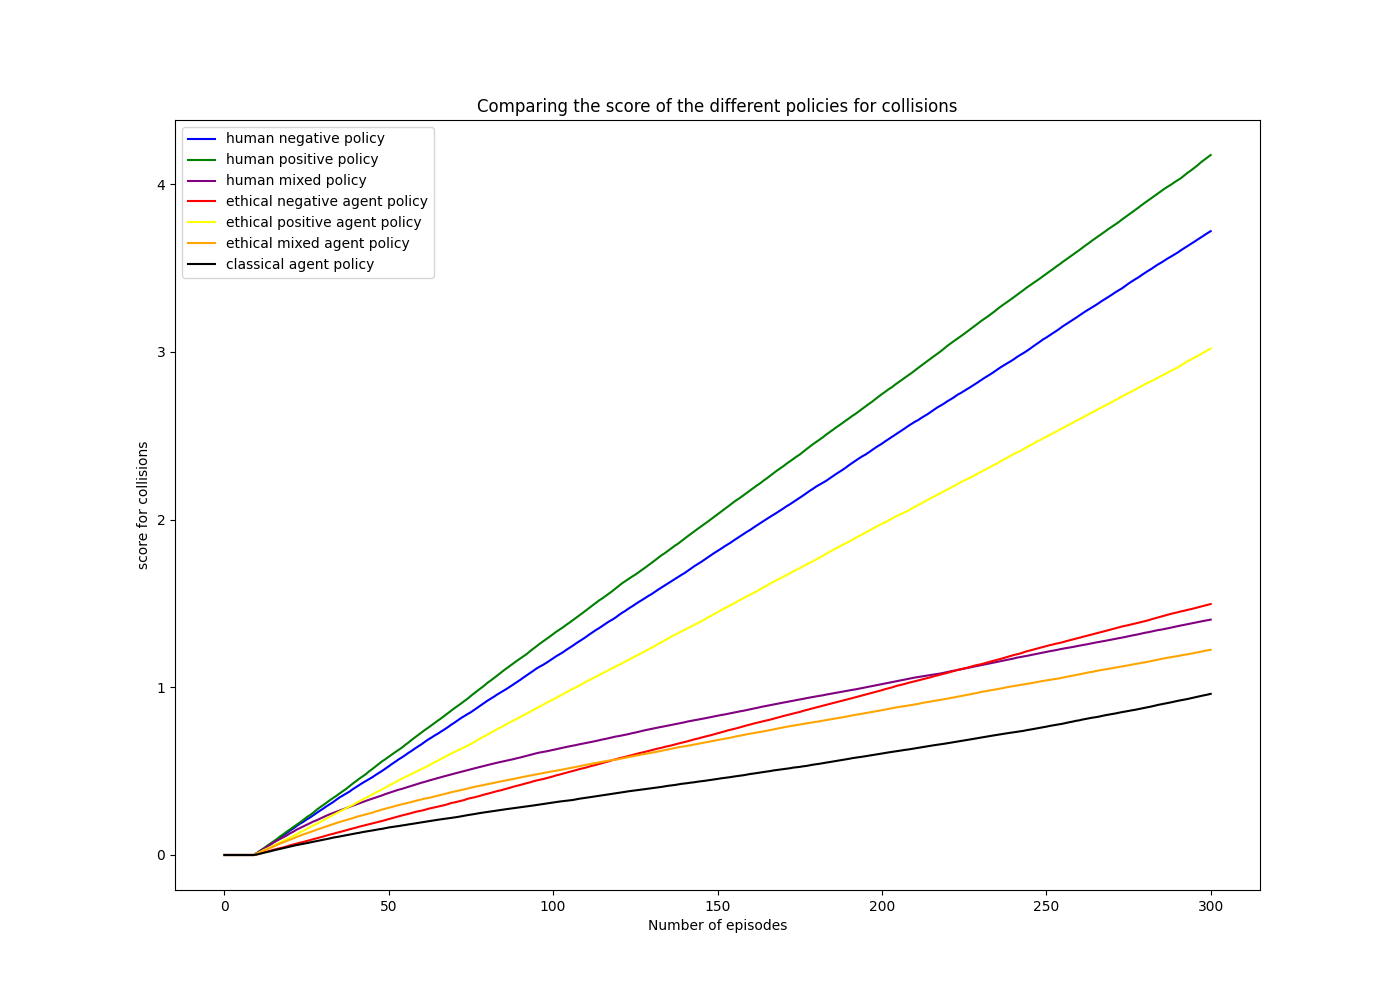 Comparing the score of the different policies for collisions
human negative policy
human positive policy
human mixed policy
ethical negative agent policy
ethical positive agent policy
ethical mixed agent policy
classical agent policy
4
3
2
1
0
score for collisions
0 50 100 150 200 250 300
Number of episodes